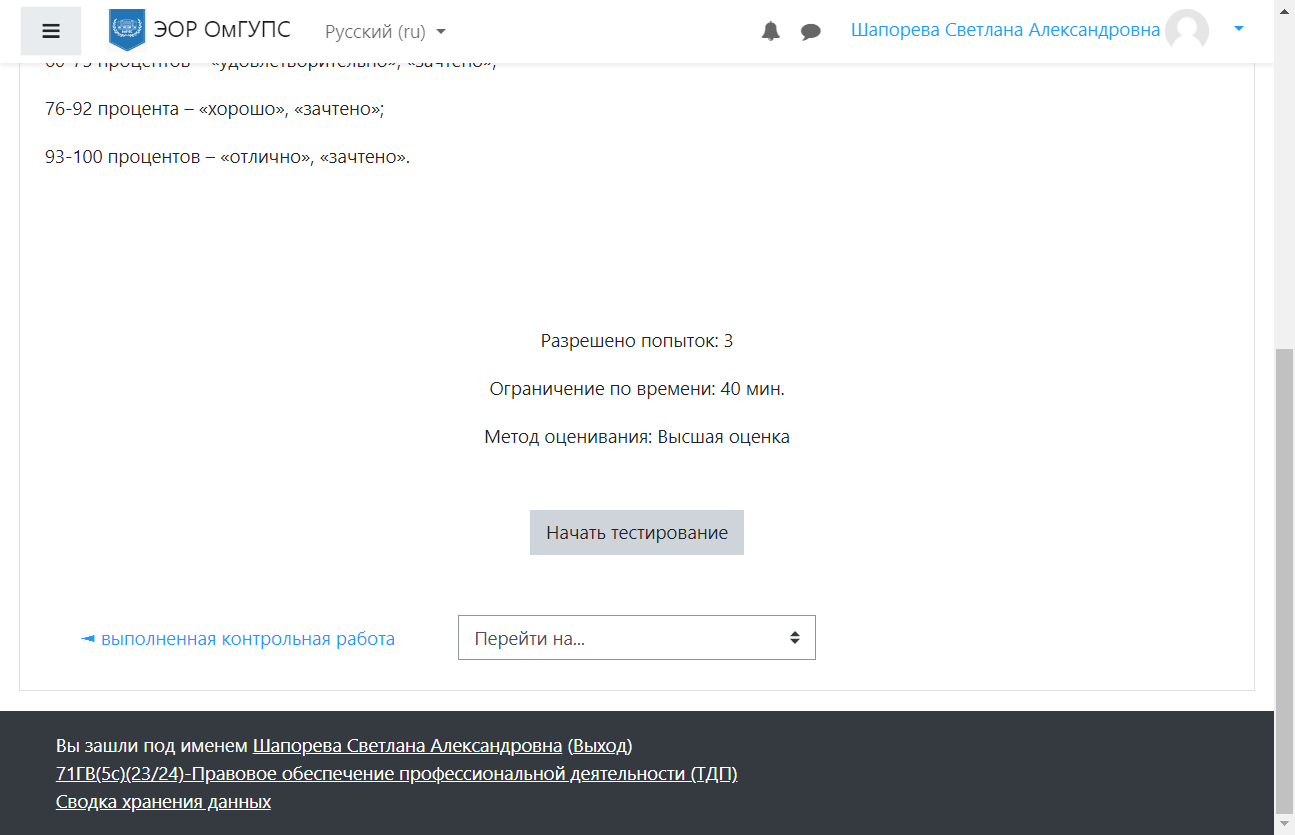 ЭОР ОмГУПС
Русский (ru)
Шапорева Светлана Александровна
60-75 процентов – «удовлетворительно», «зачтено»;
76-92 процента – «хорошо», «зачтено»;
93-100 процентов – «отлично», «зачтено».
Разрешено попыток: 3
Ограничение по времени: 40 мин.
Метод оценивания: Высшая оценка
Начать тестирование
◄ выполненная контрольная работа
Перейти на...
Вы зашли под именем Шапорева Светлана Александровна (Выход)
71ГВ(5с)(23/24)-Правовое обеспечение профессиональной деятельности (ТДП)
Сводка хранения данных